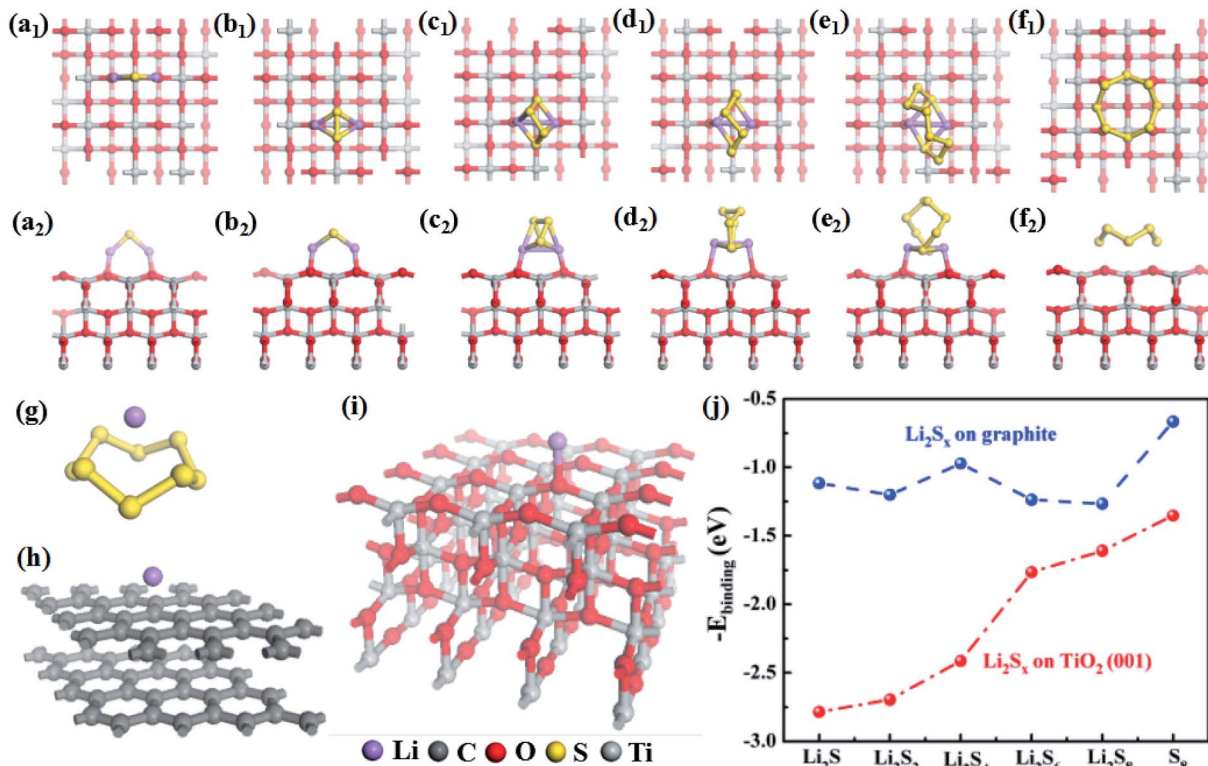 (a₁) (b₁) (c₁) (d₁) (e₁) (f₁)
(a₂) (b₂) (c₂) (d₂) (e₂) (f₂)
(g)
(h)
(i)
(j)
-0.5
-1.0
-1.5
-2.0
-2.5
-3.0
-E_binding (eV)
Li₂Sₓ on graphite
Li₂Sₓ on TiO₂ (001)
Li₂S Li₂S₂ Li₂S₄ Li₂S₆ Li₂S₈ S₈
Li C O S Ti